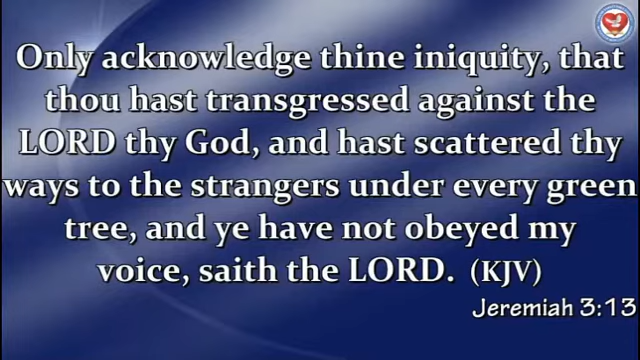 Only acknowledge thine iniquity, that
thou hast transgressed against the
LORD thy God, and hast scattered thy
ways to the strangers under every green
tree, and ye have not obeyed my
voice, saith the LORD. (KJV)
Jeremiah 3:13